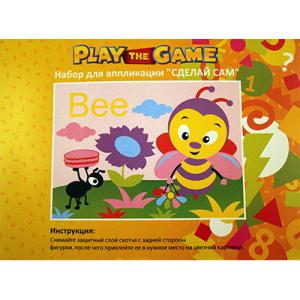 PLAY THE GAME
Набор для аппликации "СДЕЛАЙ САМ"
Bee
Инструкция:
Снимайте защитный слой скотча с задней стороны
фигурки, после чего приклейте ее в нужное место на цветной картинке.